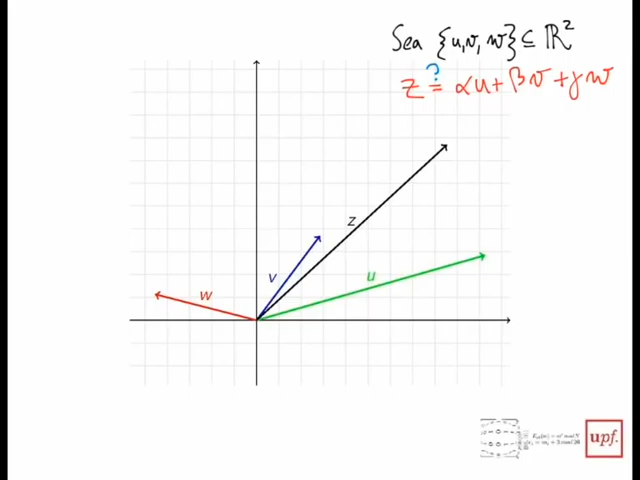 Sea {u,v,w} ⊆ ℝ²
z ≟ αu+βv+γw
z
v
u
w
upf.